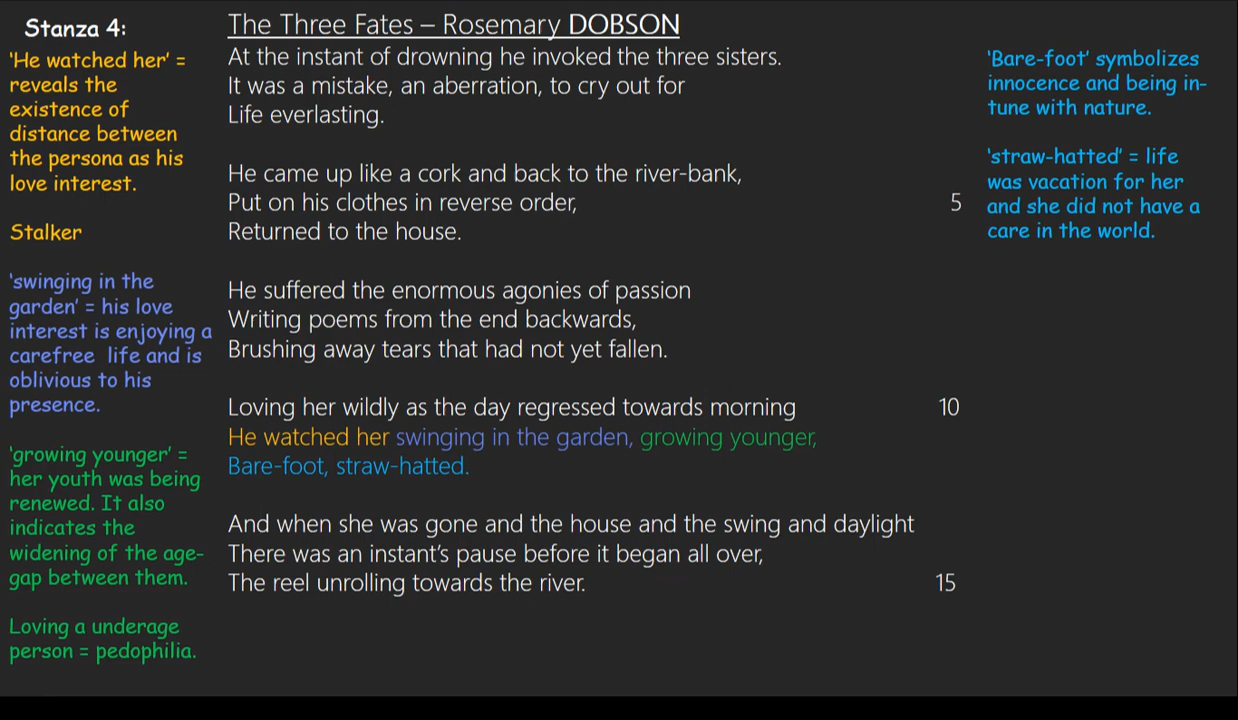 Stanza 4:
'He watched her' =
reveals the
existence of
distance between
the persona as his
love interest.
Stalker
'swinging in the
garden' = his love
interest is enjoying a
carefree life and is
oblivious to his
presence.
'growing younger' =
her youth was being
renewed. It also
indicates the
widening of the age-
gap between them.
Loving a underage
person = pedophilia.
The Three Fates – Rosemary DOBSON
At the instant of drowning he invoked the three sisters.
It was a mistake, an aberration, to cry out for
Life everlasting.
He came up like a cork and back to the river-bank,
Put on his clothes in reverse order, 5
Returned to the house.
He suffered the enormous agonies of passion
Writing poems from the end backwards,
Brushing away tears that had not yet fallen.
Loving her wildly as the day regressed towards morning 10
He watched her swinging in the garden, growing younger,
Bare-foot, straw-hatted.
And when she was gone and the house and the swing and daylight
There was an instant's pause before it began all over,
The reel unrolling towards the river. 15
'Bare-foot' symbolizes
innocence and being in-
tune with nature.
'straw-hatted' = life
was vacation for her
and she did not have a
care in the world.